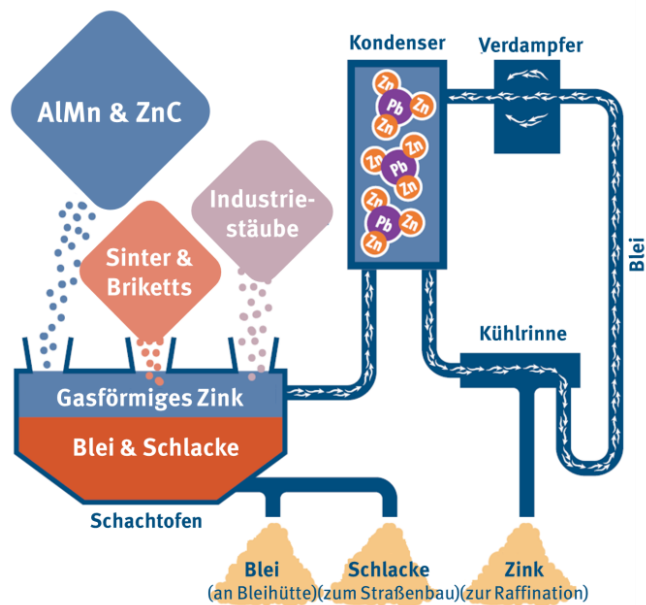 Kondenser
Verdampfer
AlMn & ZnC
Zn
Pb
Zn
Zn
Zn
Zn
Pb
Zn
Zn
Pb
Zn
Zn
Industrie-
stäube
Sinter &
Briketts
Blei
Kühlrinne
Gasförmiges Zink
Blei & Schlacke
Schachtofen
Blei
(an Bleihütte)
Schlacke
(zum Straßenbau)
Zink
(zur Raffination)